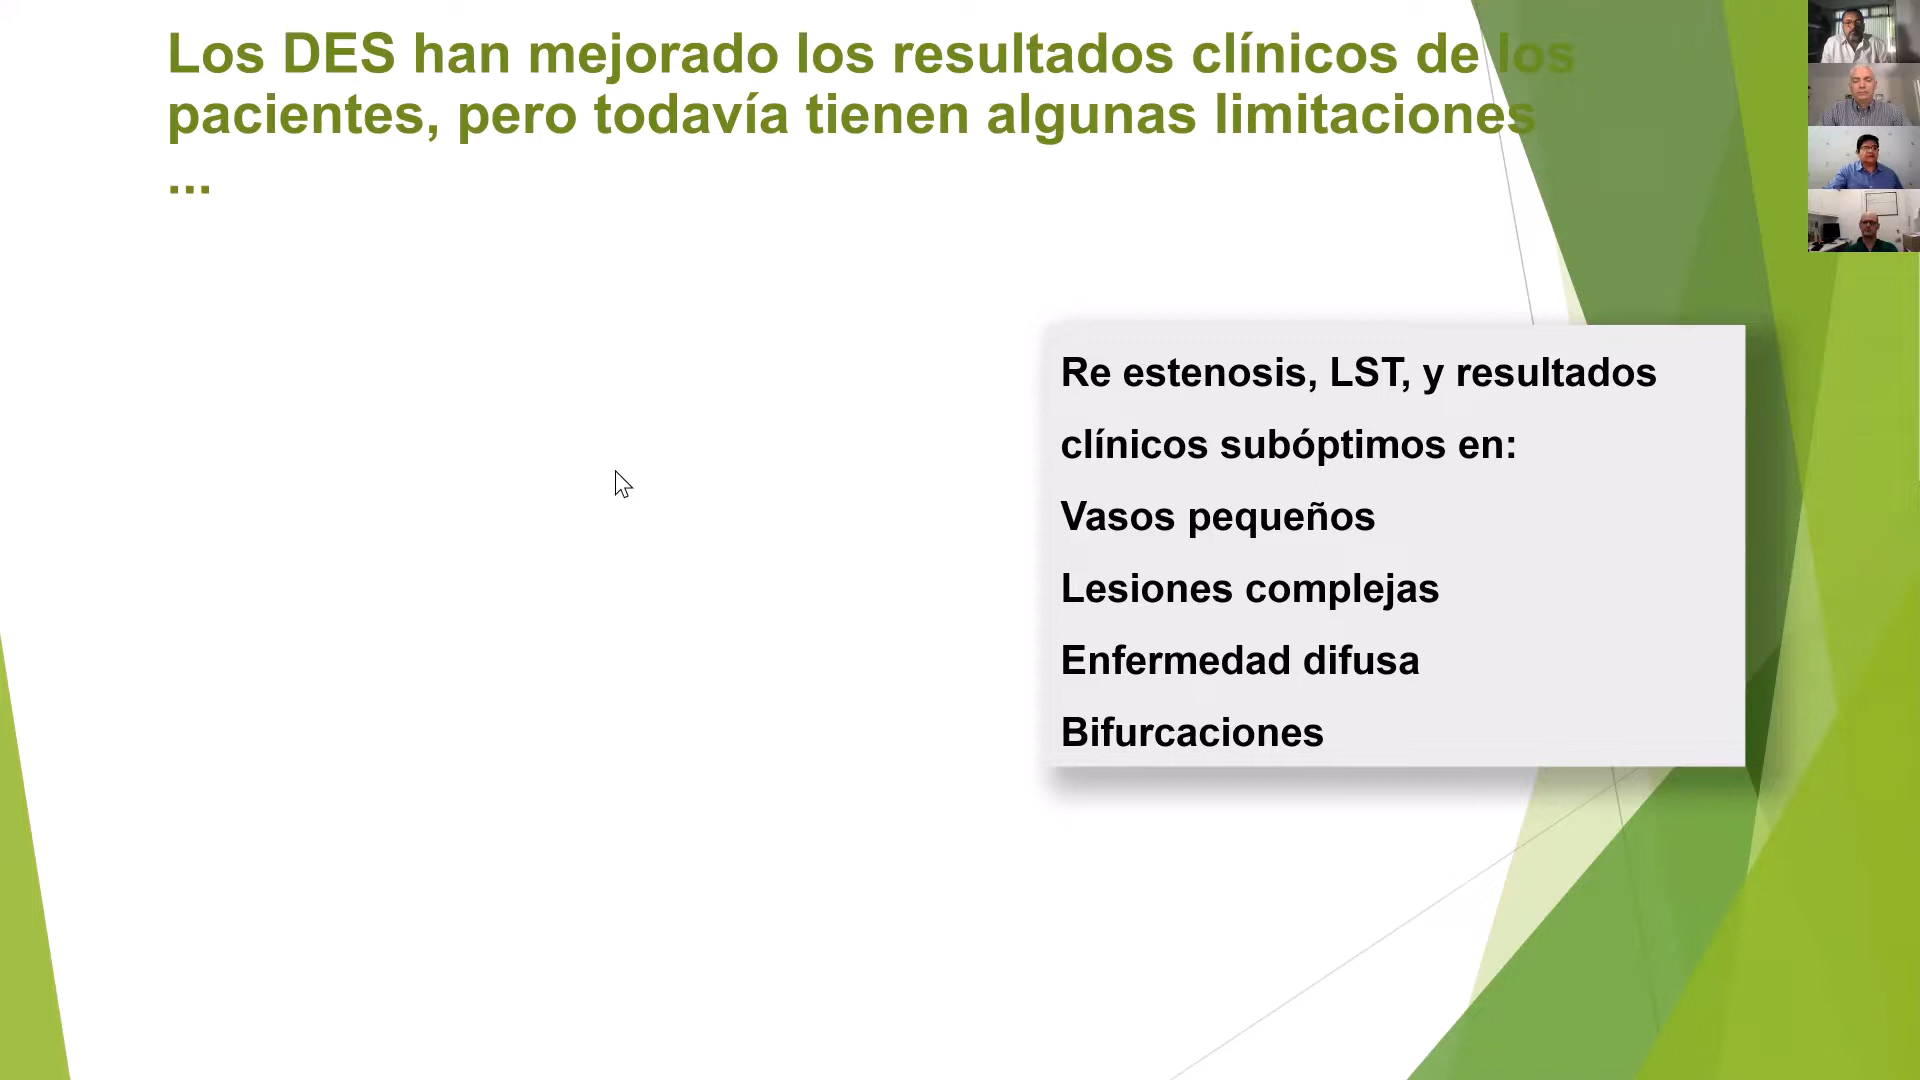 Los DES han mejorado los resultados clínicos de los
pacientes, pero todavía tienen algunas limitaciones
...
Re estenosis, LST, y resultados
clínicos subóptimos en:
Vasos pequeños
Lesiones complejas
Enfermedad difusa
Bifurcaciones